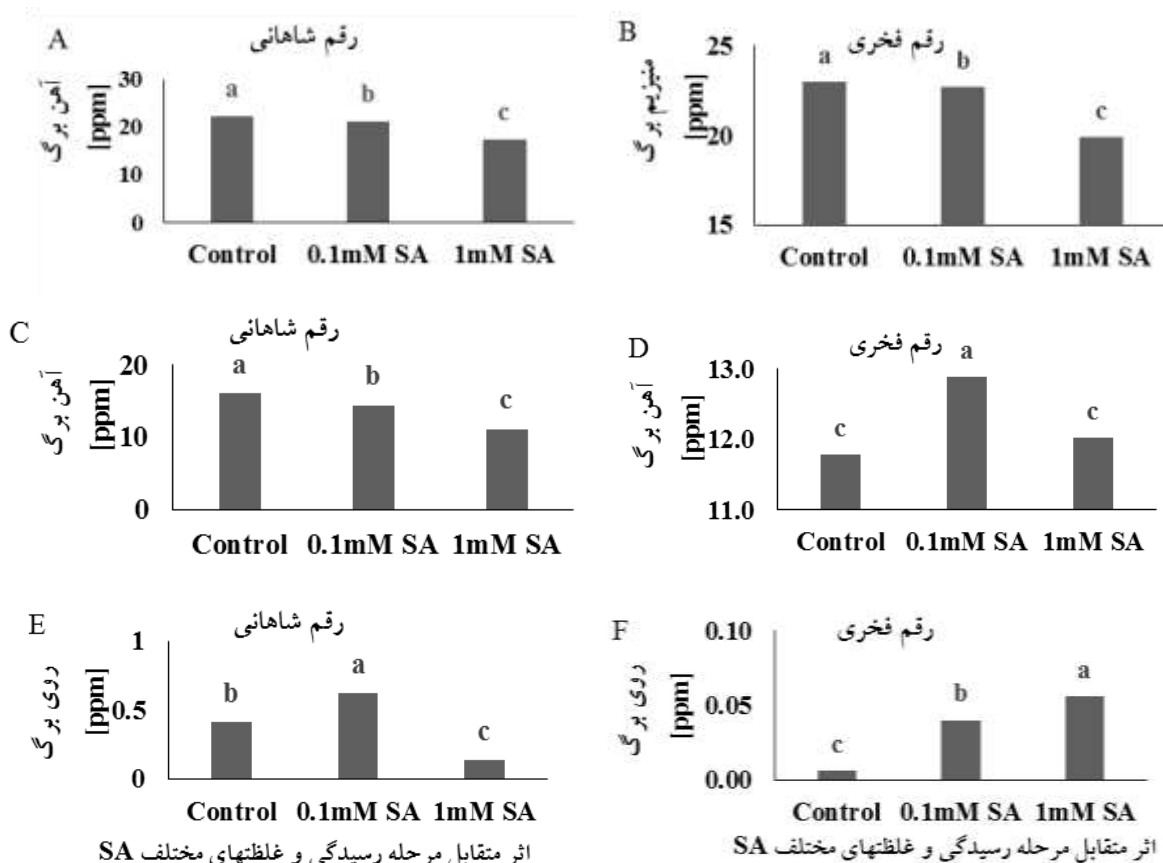 A
رقم شاهانی
آهن برگ
[ppm]
30
20
10
0
a
b
c
Control 0.1mM SA 1mM SA
B
رقم فخری
منیزیم برگ
[ppm]
25
20
15
a
b
c
Control 0.1mM SA 1mM SA
C
رقم شاهانی
آهن برگ
[ppm]
20
10
0
a
b
c
Control 0.1mM SA 1mM SA
D
رقم فخری
آهن برگ
[ppm]
13.0
12.0
11.0
c
a
c
Control 0.1mM SA 1mM SA
E
رقم شاهانی
روی برگ
[ppm]
1
0.5
0
b
a
c
Control 0.1mM SA 1mM SA
اثر متقابل مرحله رسیدگی و غلظتهای مختلف SA
F
رقم فخری
روی برگ
[ppm]
0.10
0.05
0.00
c
b
a
Control 0.1mM SA 1mM SA
اثر متقابل مرحله رسیدگی و غلظتهای مختلف SA